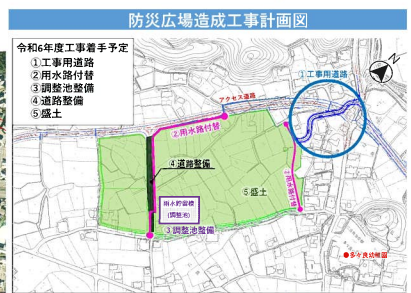 防災広場造成工事計画図
令和6年度工事着手予定
①工事用道路
②用水路付替
③調整池整備
④道路整備
⑤盛土
①工事用道路
アクセス道路
②用水路付替
④道路整備
②用水路付替
⑤盛土
用水貯留槽
(調整池)
③調整池整備
●多々良幼稚園